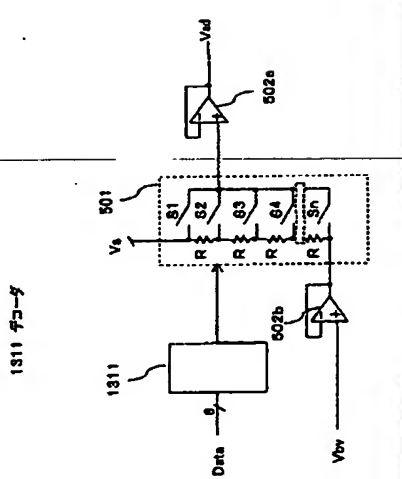 1311 デコーダ
Vad
502a
501
Vs
S1
S2
S3
S4
Sn
R
R
R
R
502b
1311
8
Data
Vbv